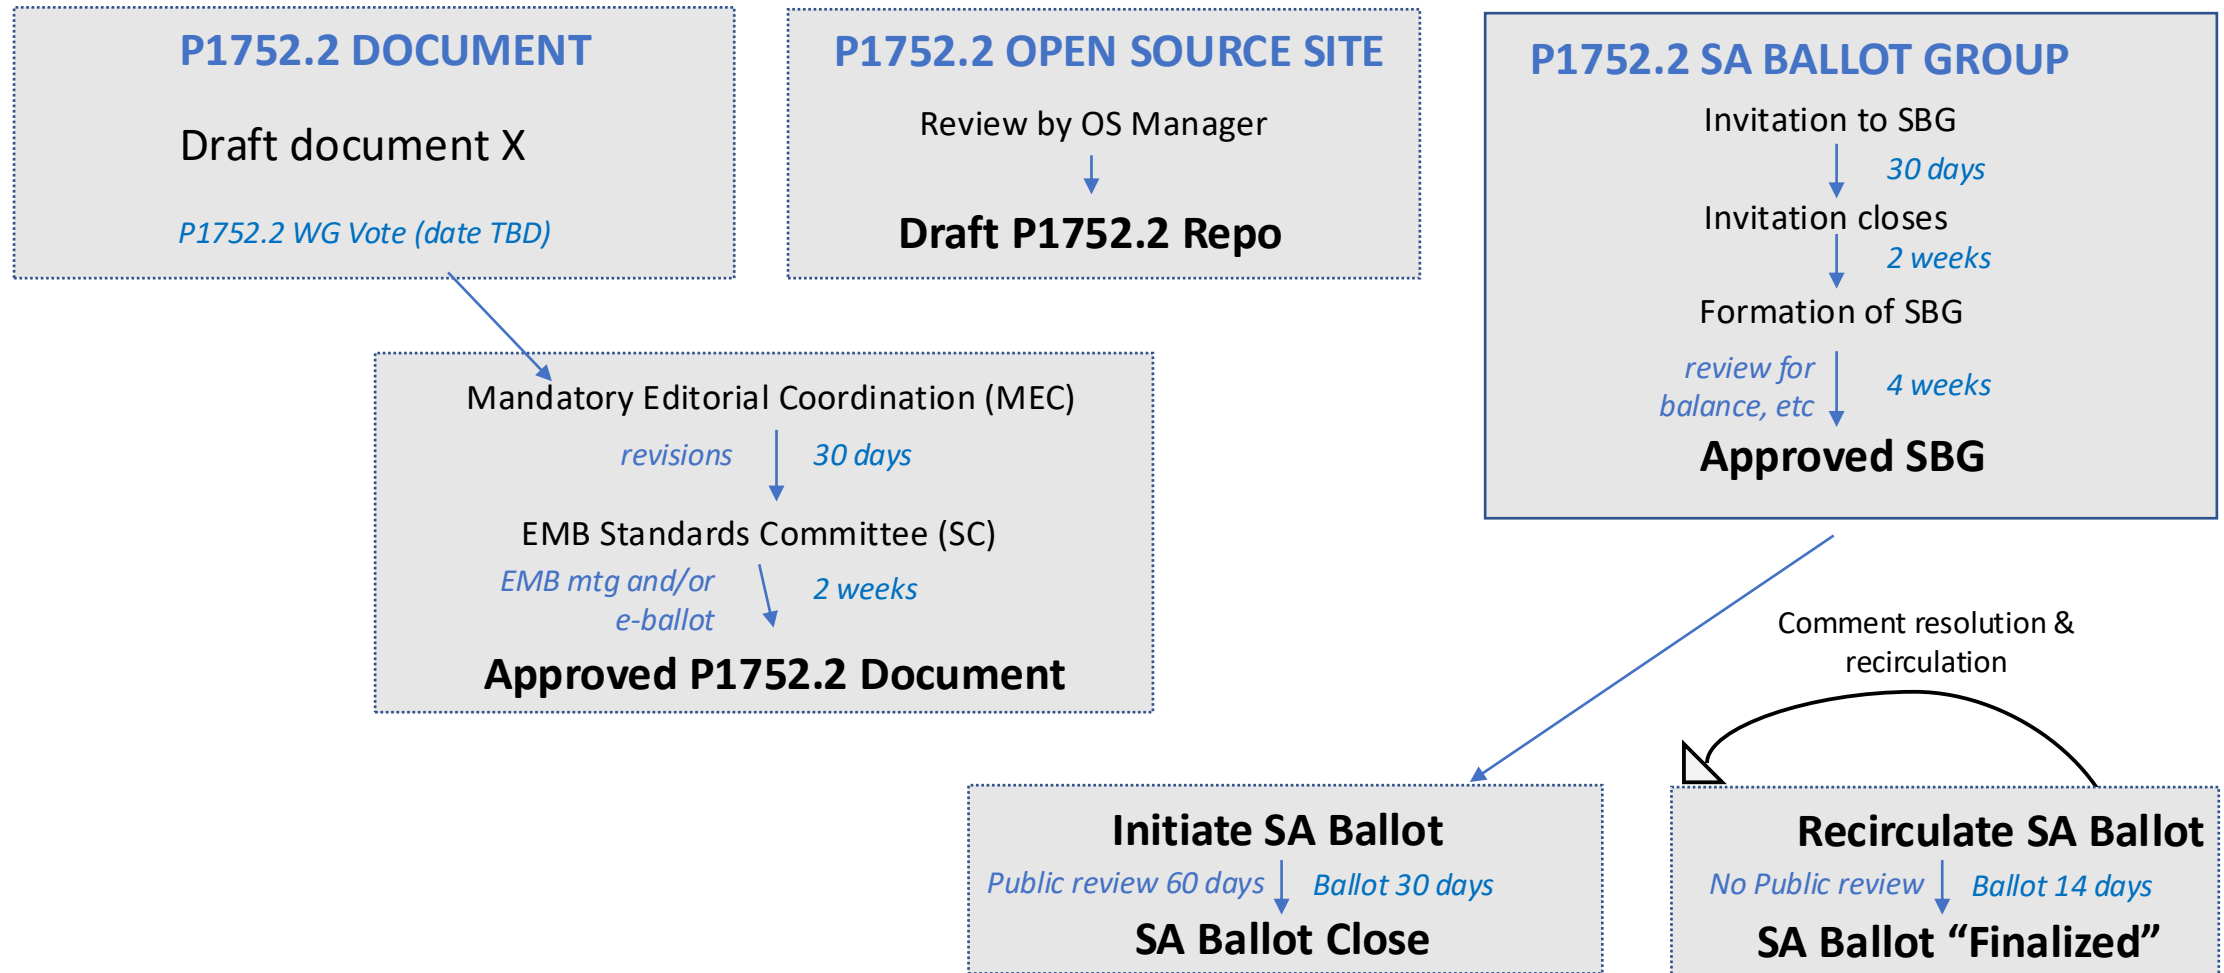 P1752.2 DOCUMENT
Draft document X
P1752.2 WG Vote (date TBD)
P1752.2 OPEN SOURCE SITE
Review by OS Manager
Draft P1752.2 Repo
P1752.2 SA BALLOT GROUP
Invitation to SBG
30 days
Invitation closes
2 weeks
Formation of SBG
review for
balance, etc
4 weeks
Approved SBG
Mandatory Editorial Coordination (MEC)
revisions
30 days
EMB Standards Committee (SC)
EMB mtg and/or
e-ballot
2 weeks
Approved P1752.2 Document
Comment resolution &
recirculation
Initiate SA Ballot
Public review 60 days
Ballot 30 days
SA Ballot Close
Recirculate SA Ballot
No Public review
Ballot 14 days
SA Ballot “Finalized”